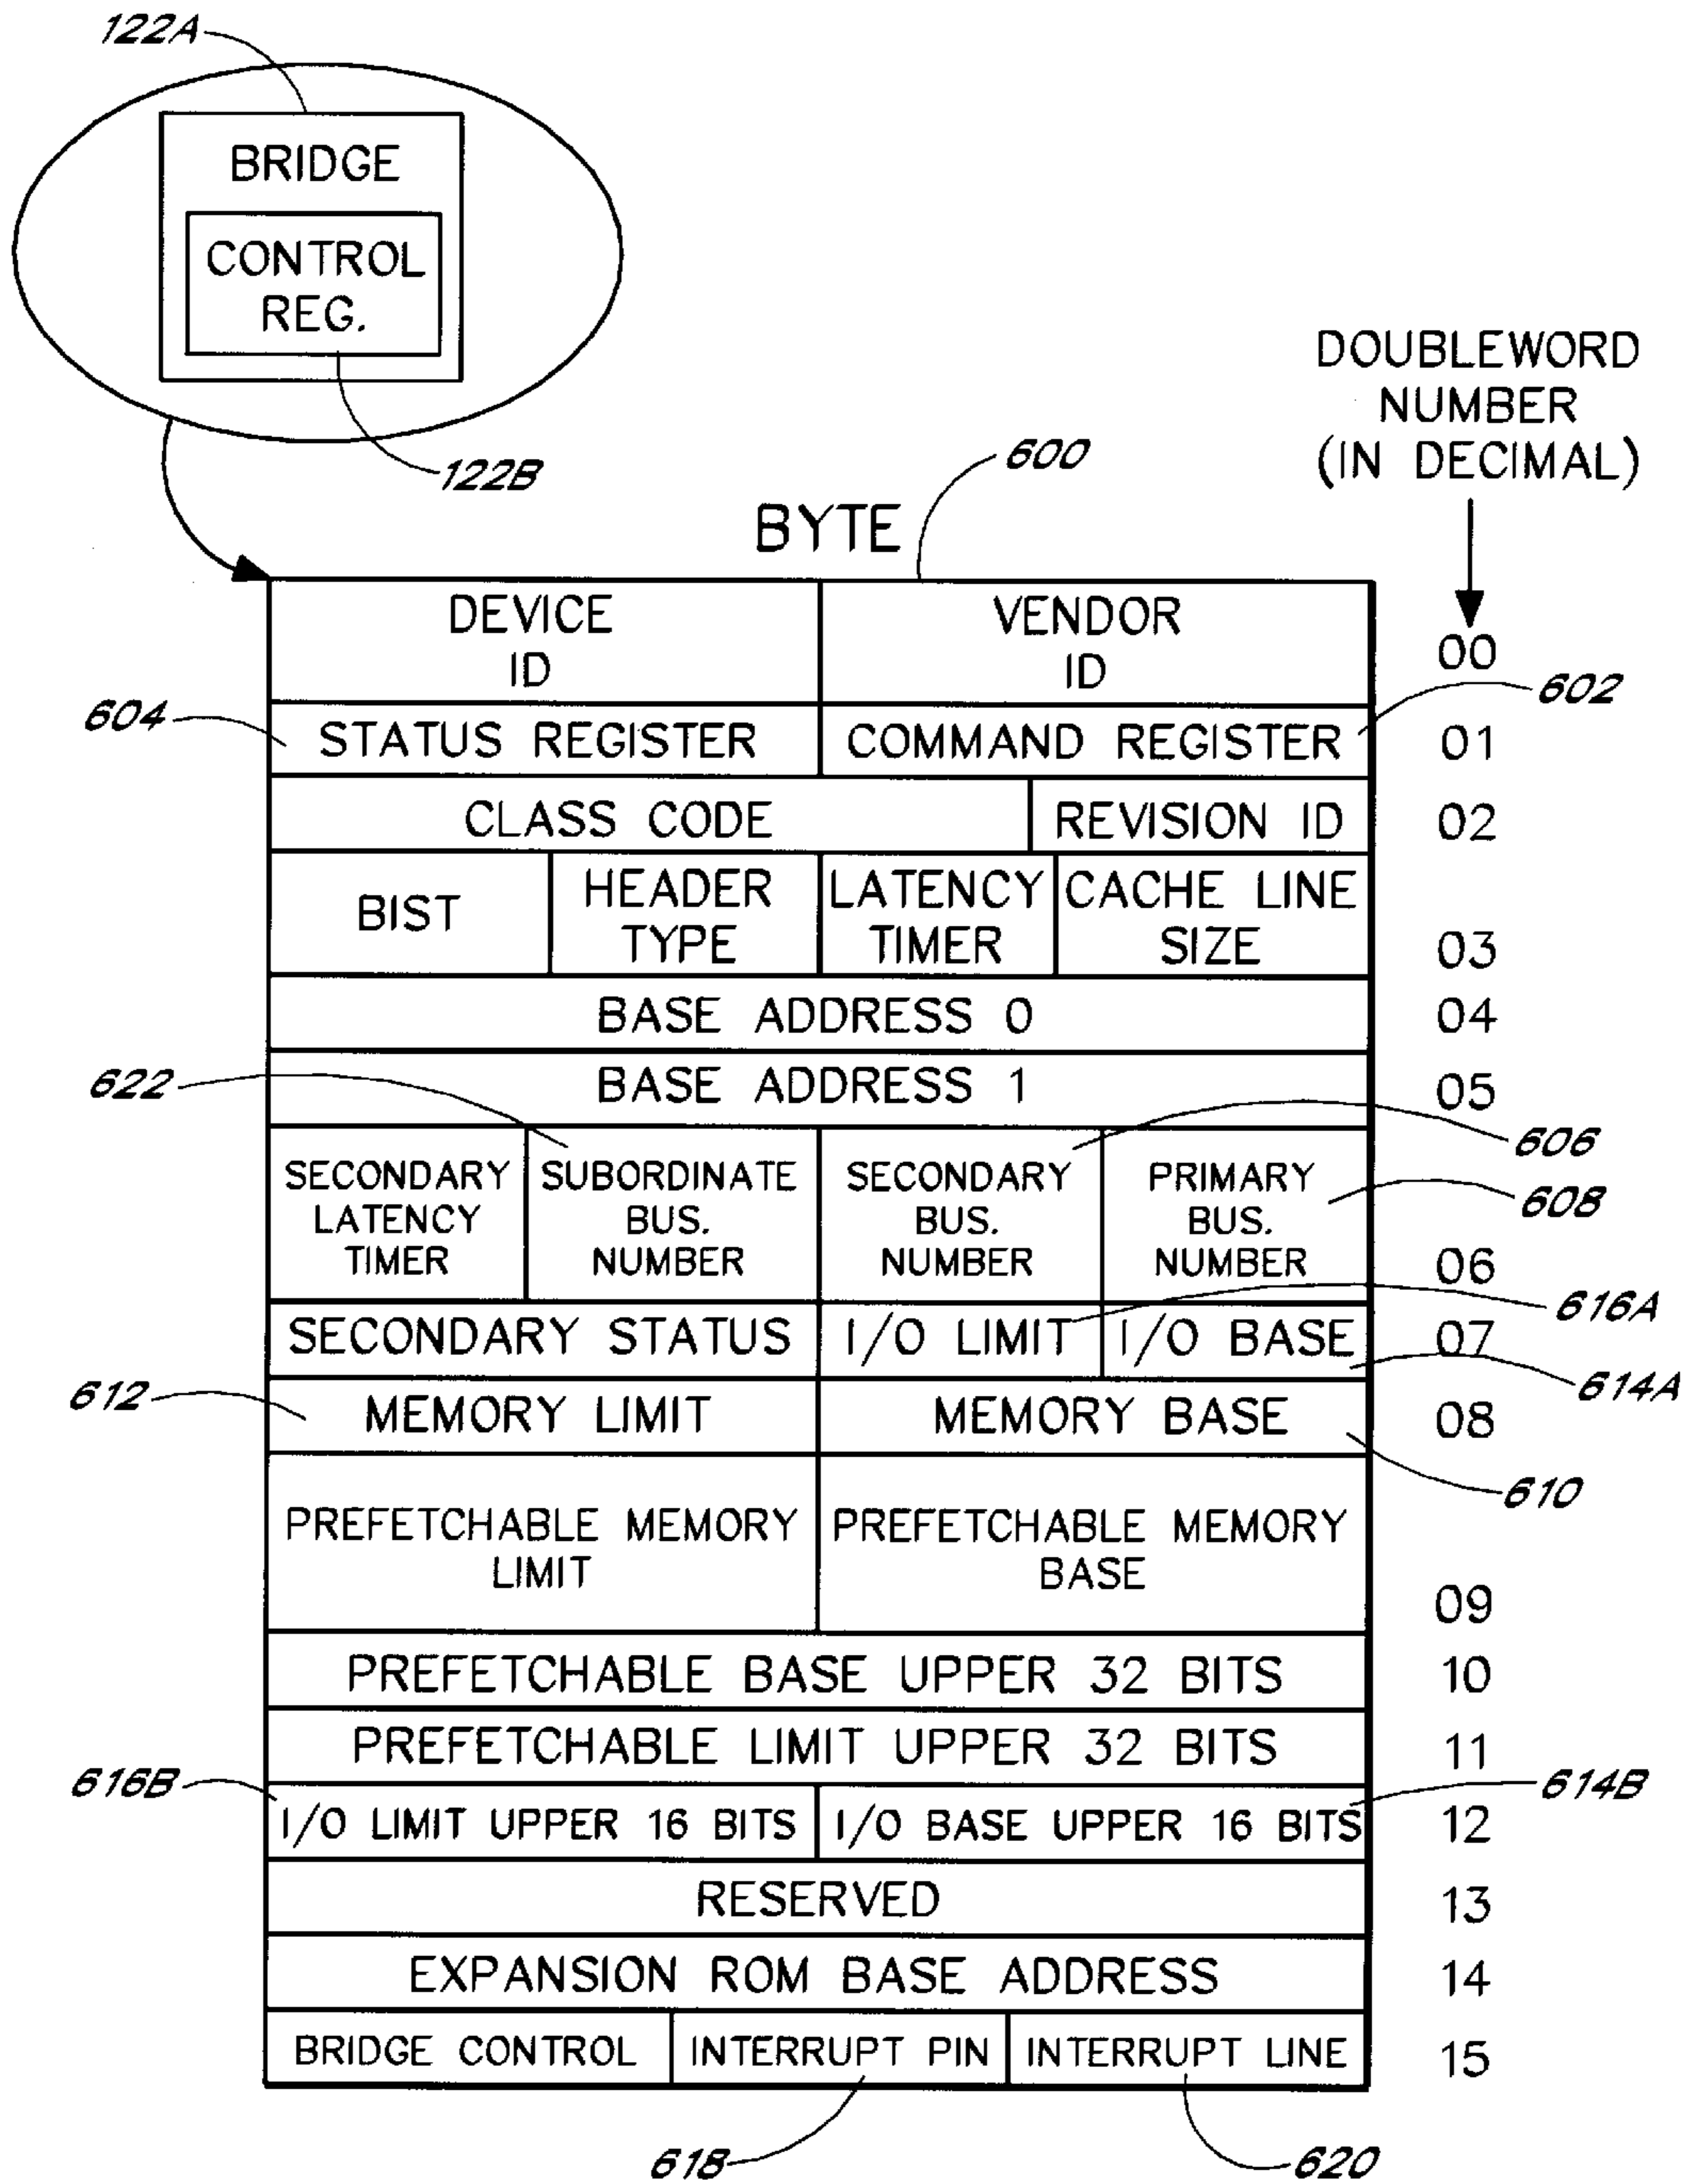 122A
BRIDGE
CONTROL
REG.
122B
DOUBLEWORD
NUMBER
(IN DECIMAL)
600
BYTE
DEVICE
ID
VENDOR
ID
00
602
604
STATUS REGISTER
COMMAND REGISTER
01
CLASS CODE
REVISION ID
02
BIST
HEADER
TYPE
LATENCY
TIMER
CACHE LINE
SIZE
03
BASE ADDRESS 0
04
622
BASE ADDRESS 1
05
606
SECONDARY
LATENCY
TIMER
SUBORDINATE
BUS.
NUMBER
SECONDARY
BUS.
NUMBER
PRIMARY
BUS.
NUMBER
608
06
616A
SECONDARY STATUS
I/O LIMIT
I/O BASE
07
614A
612
MEMORY LIMIT
MEMORY BASE
08
610
PREFETCHABLE MEMORY
LIMIT
PREFETCHABLE MEMORY
BASE
09
PREFETCHABLE BASE UPPER 32 BITS
10
PREFETCHABLE LIMIT UPPER 32 BITS
11
616B
614B
I/O LIMIT UPPER 16 BITS
I/O BASE UPPER 16 BITS
12
RESERVED
13
EXPANSION ROM BASE ADDRESS
14
BRIDGE CONTROL
INTERRUPT PIN
INTERRUPT LINE
15
618
620